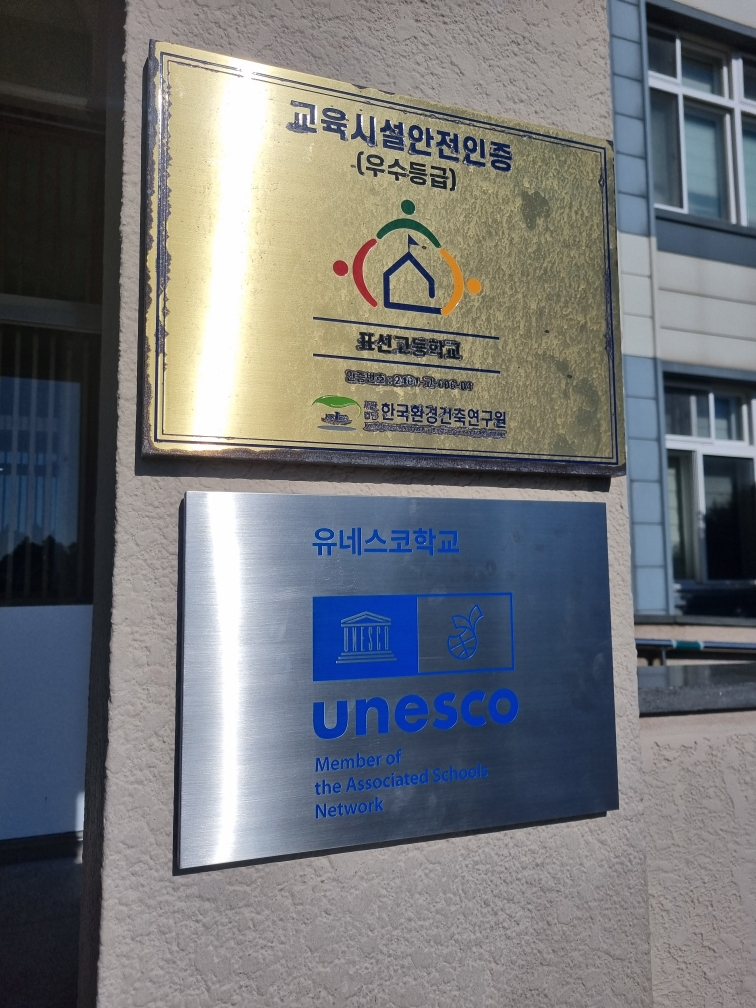 교육시설안전인증
(우수등급)
표선고등학교
한국환경건축연구원
유네스코학교
UNESCO
unesco
Member of
the Associated Schools
Network